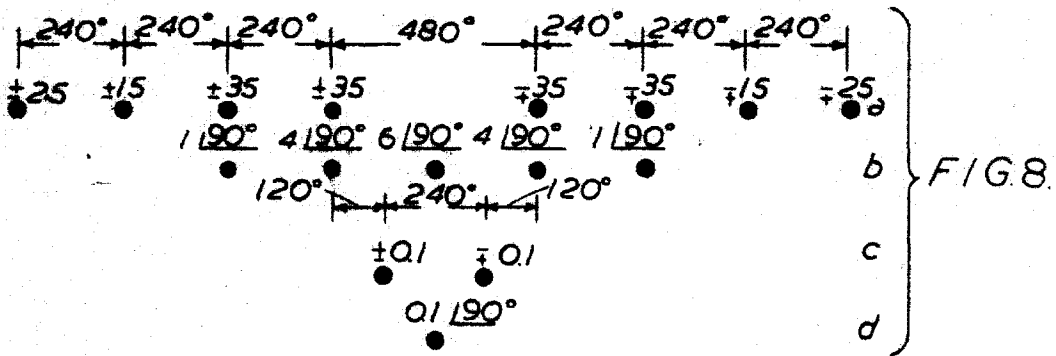 240° 240° 240° 480° 240° 240° 240°
±25 ±15 ±35 ±35 ∓35 ∓35 ∓15 ∓25 a
1∠90° 4∠90° 6∠90° 4∠90° 1∠90°
b
120° 240° 120°
FIG.8.
±0.1 ∓0.1 c
0.1∠90°
d